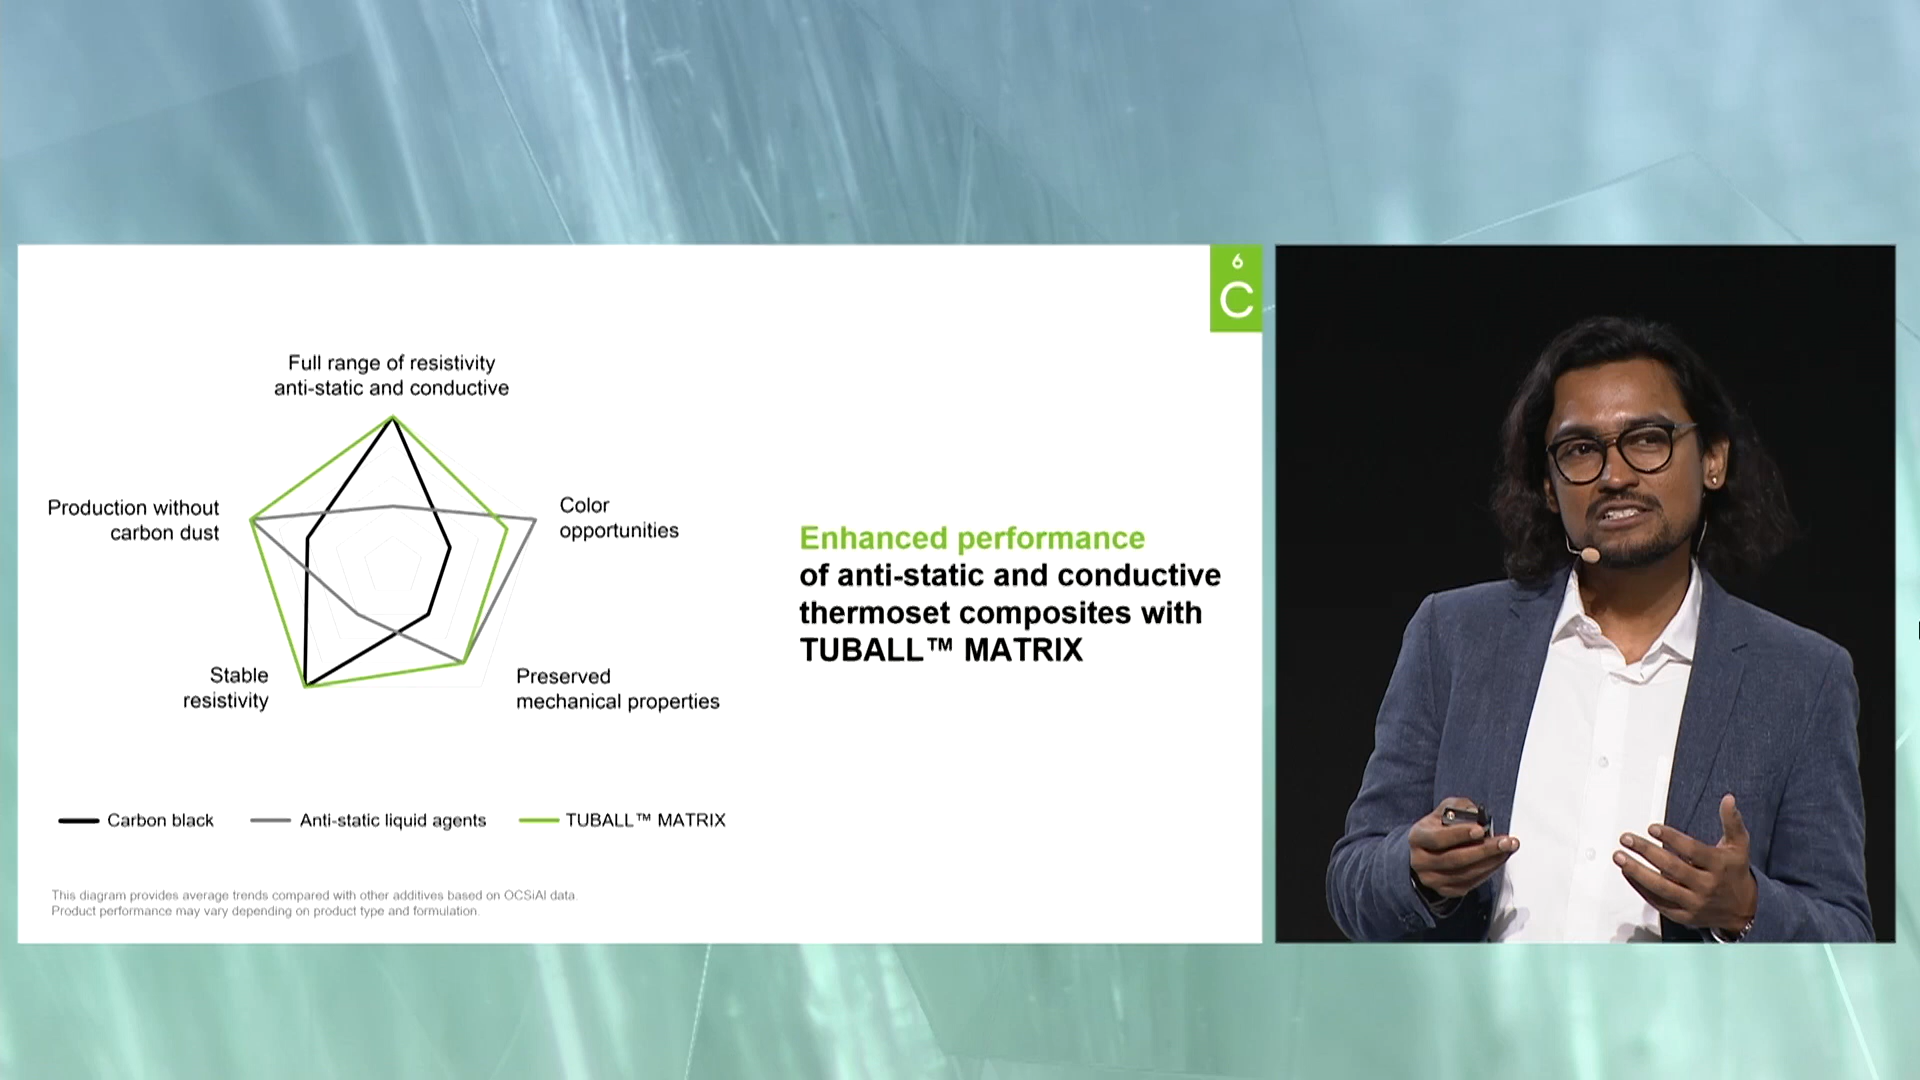 6
C
Full range of resistivity
anti-static and conductive
Production without
carbon dust
Color
opportunities
Stable
resistivity
Preserved
mechanical properties
Enhanced performance
of anti-static and conductive
thermoset composites with
TUBALL™ MATRIX
Carbon black
Anti-static liquid agents
TUBALL™ MATRIX
This diagram provides average trends compared with other additives based on OCSiAl data.
Product performance may vary depending on product type and formulation.